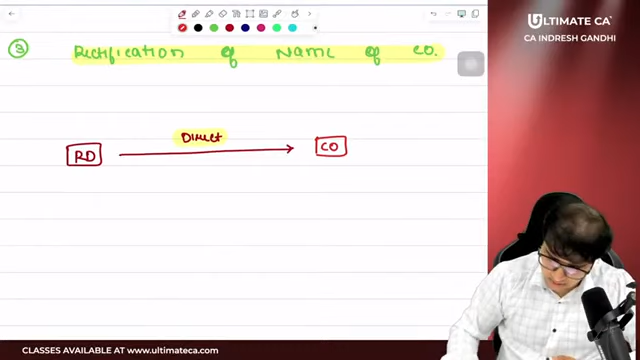 ULTIMATE CA
CA INDRESH GANDHI
③ Rectification of Name of CO.
Direct
RD
CO
CLASSES AVAILABLE AT www.ultimateca.com